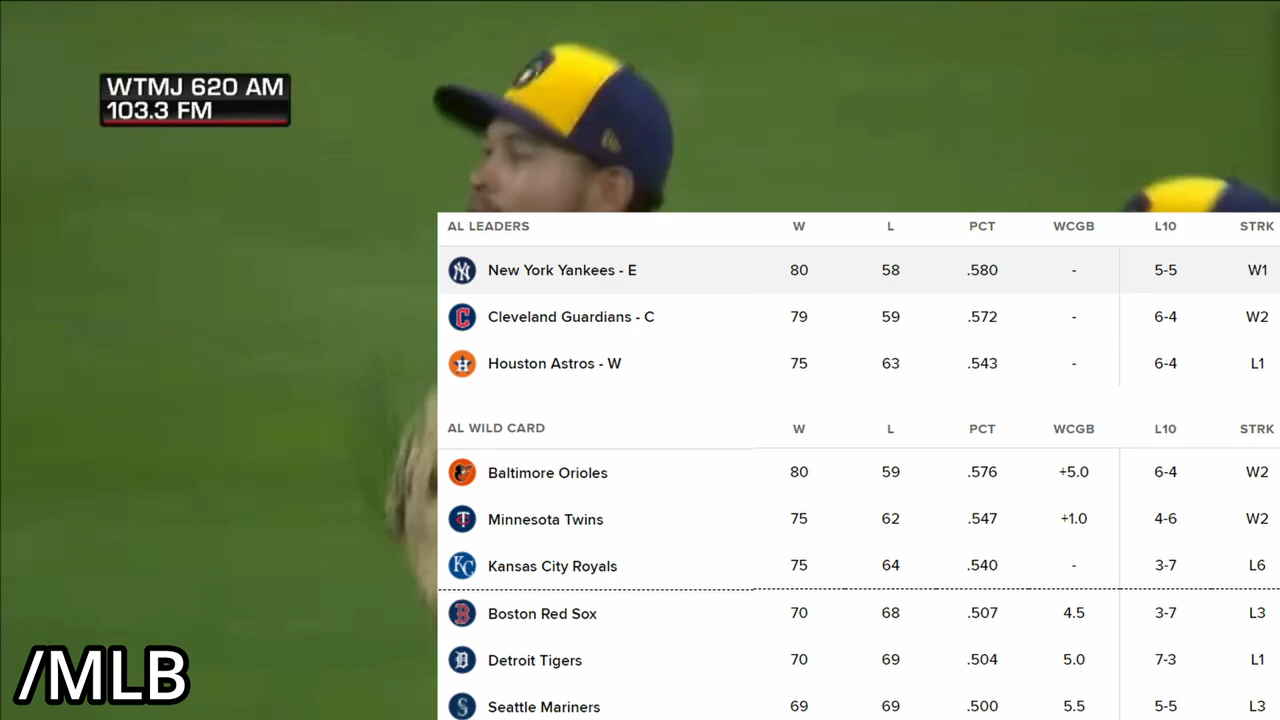 WTMJ 620 AM
103.3 FM
AL LEADERS W L PCT WCGB L10 STRK
New York Yankees - E 80 58 .580 - 5-5 W1
Cleveland Guardians - C 79 59 .572 - 6-4 W2
Houston Astros - W 75 63 .543 - 6-4 L1
AL WILD CARD W L PCT WCGB L10 STRK
Baltimore Orioles 80 59 .576 +5.0 6-4 W2
Minnesota Twins 75 62 .547 +1.0 4-6 W2
Kansas City Royals 75 64 .540 - 3-7 L6
Boston Red Sox 70 68 .507 4.5 3-7 L3
Detroit Tigers 70 69 .504 5.0 7-3 L1
Seattle Mariners 69 69 .500 5.5 5-5 L3
/MLB